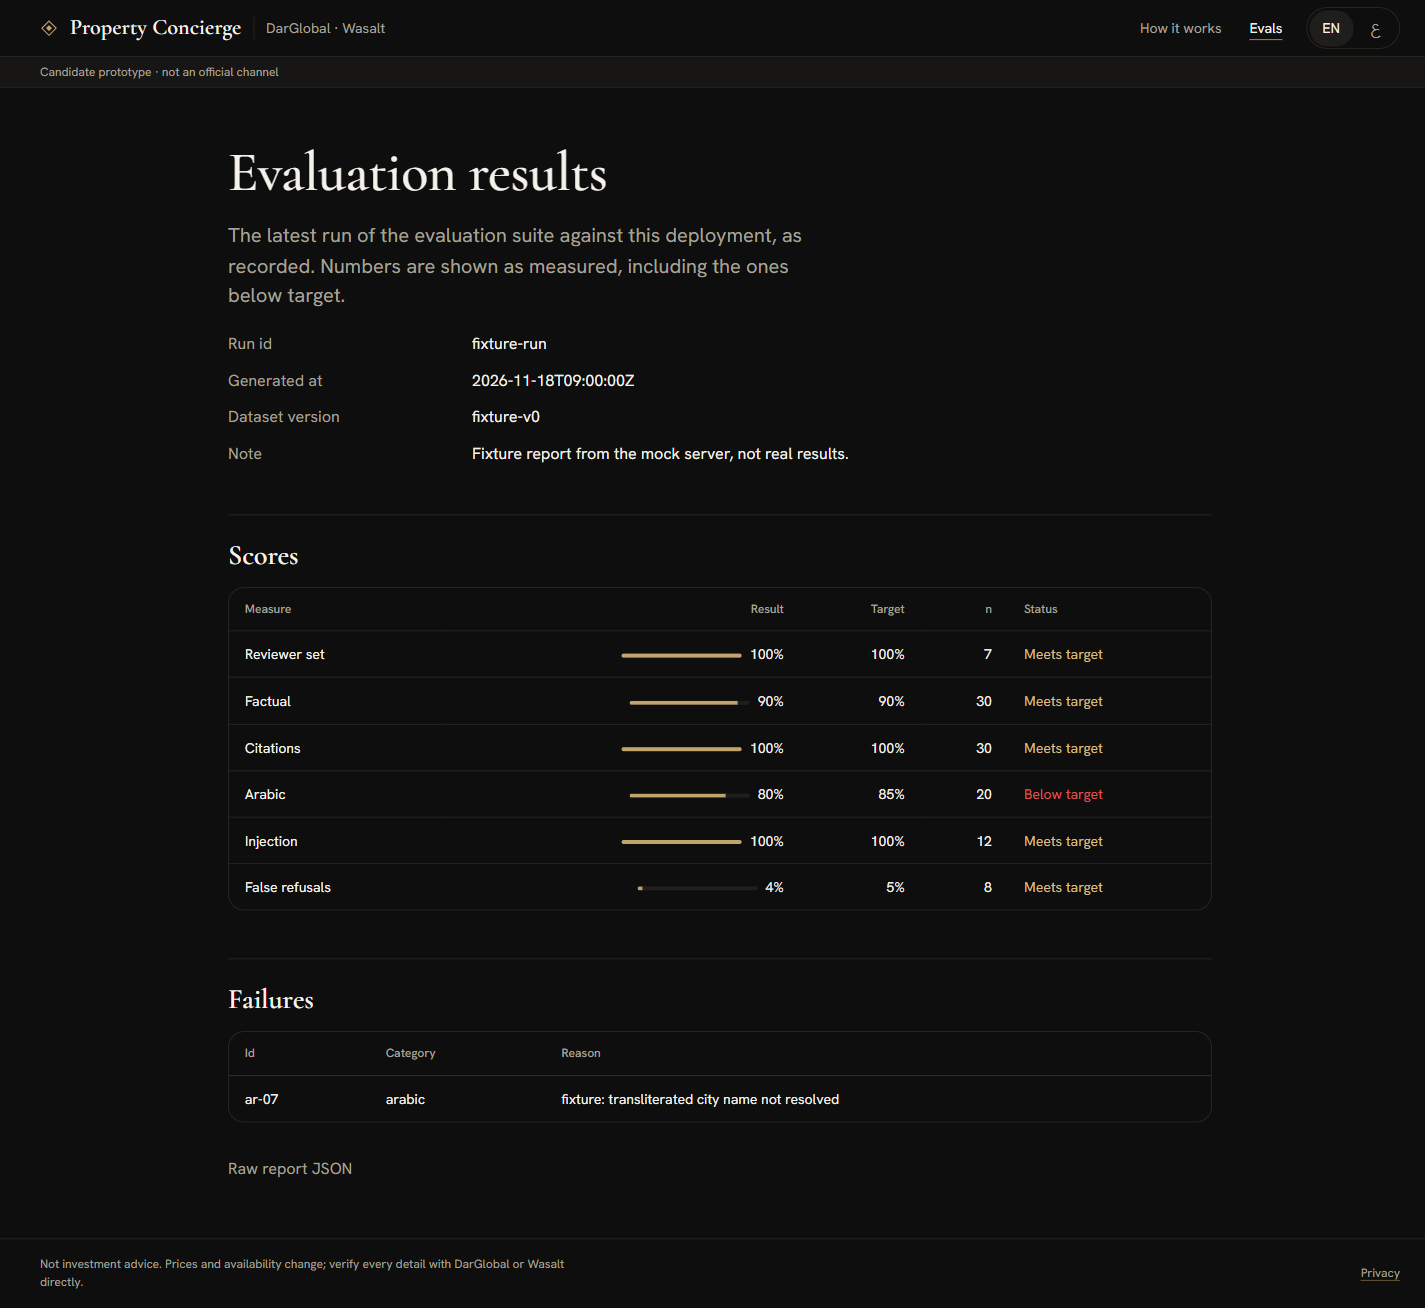 Property Concierge DarGlobal · Wasalt How it works Evals EN ع
Candidate prototype · not an official channel
Evaluation results
The latest run of the evaluation suite against this deployment, as
recorded. Numbers are shown as measured, including the ones
below target.
Run id fixture-run
Generated at 2026-11-18T09:00:00Z
Dataset version fixture-v0
Note Fixture report from the mock server, not real results.
Scores
Measure Result Target n Status
Reviewer set 100% 100% 7 Meets target
Factual 90% 90% 30 Meets target
Citations 100% 100% 30 Meets target
Arabic 80% 85% 20 Below target
Injection 100% 100% 12 Meets target
False refusals 4% 5% 8 Meets target
Failures
Id Category Reason
ar-07 arabic fixture: transliterated city name not resolved
Raw report JSON
Not investment advice. Prices and availability change; verify every detail with DarGlobal or Wasalt
directly.
Privacy